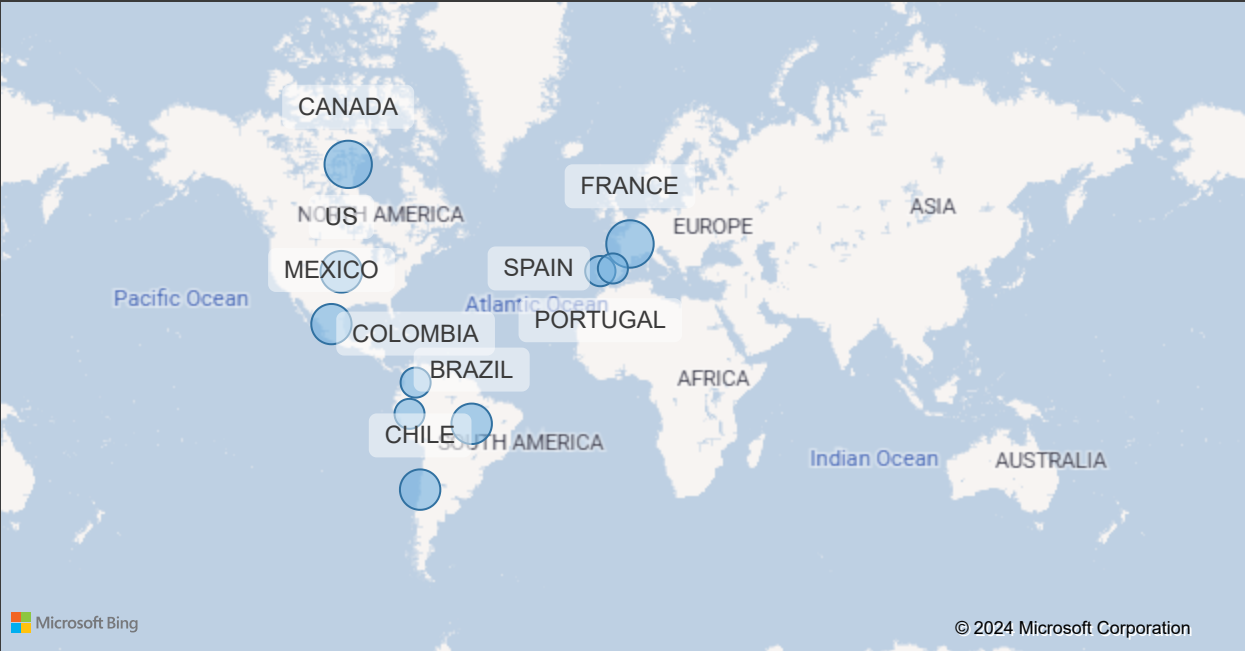 CANADA
FRANCE
ASIA
NORTH AMERICA
US
EUROPE
SPAIN
MEXICO
Pacific Ocean
Atlantic Ocean
PORTUGAL
COLOMBIA
BRAZIL
AFRICA
CHILE
SOUTH AMERICA
Indian Ocean
AUSTRALIA
Microsoft Bing
© 2024 Microsoft Corporation